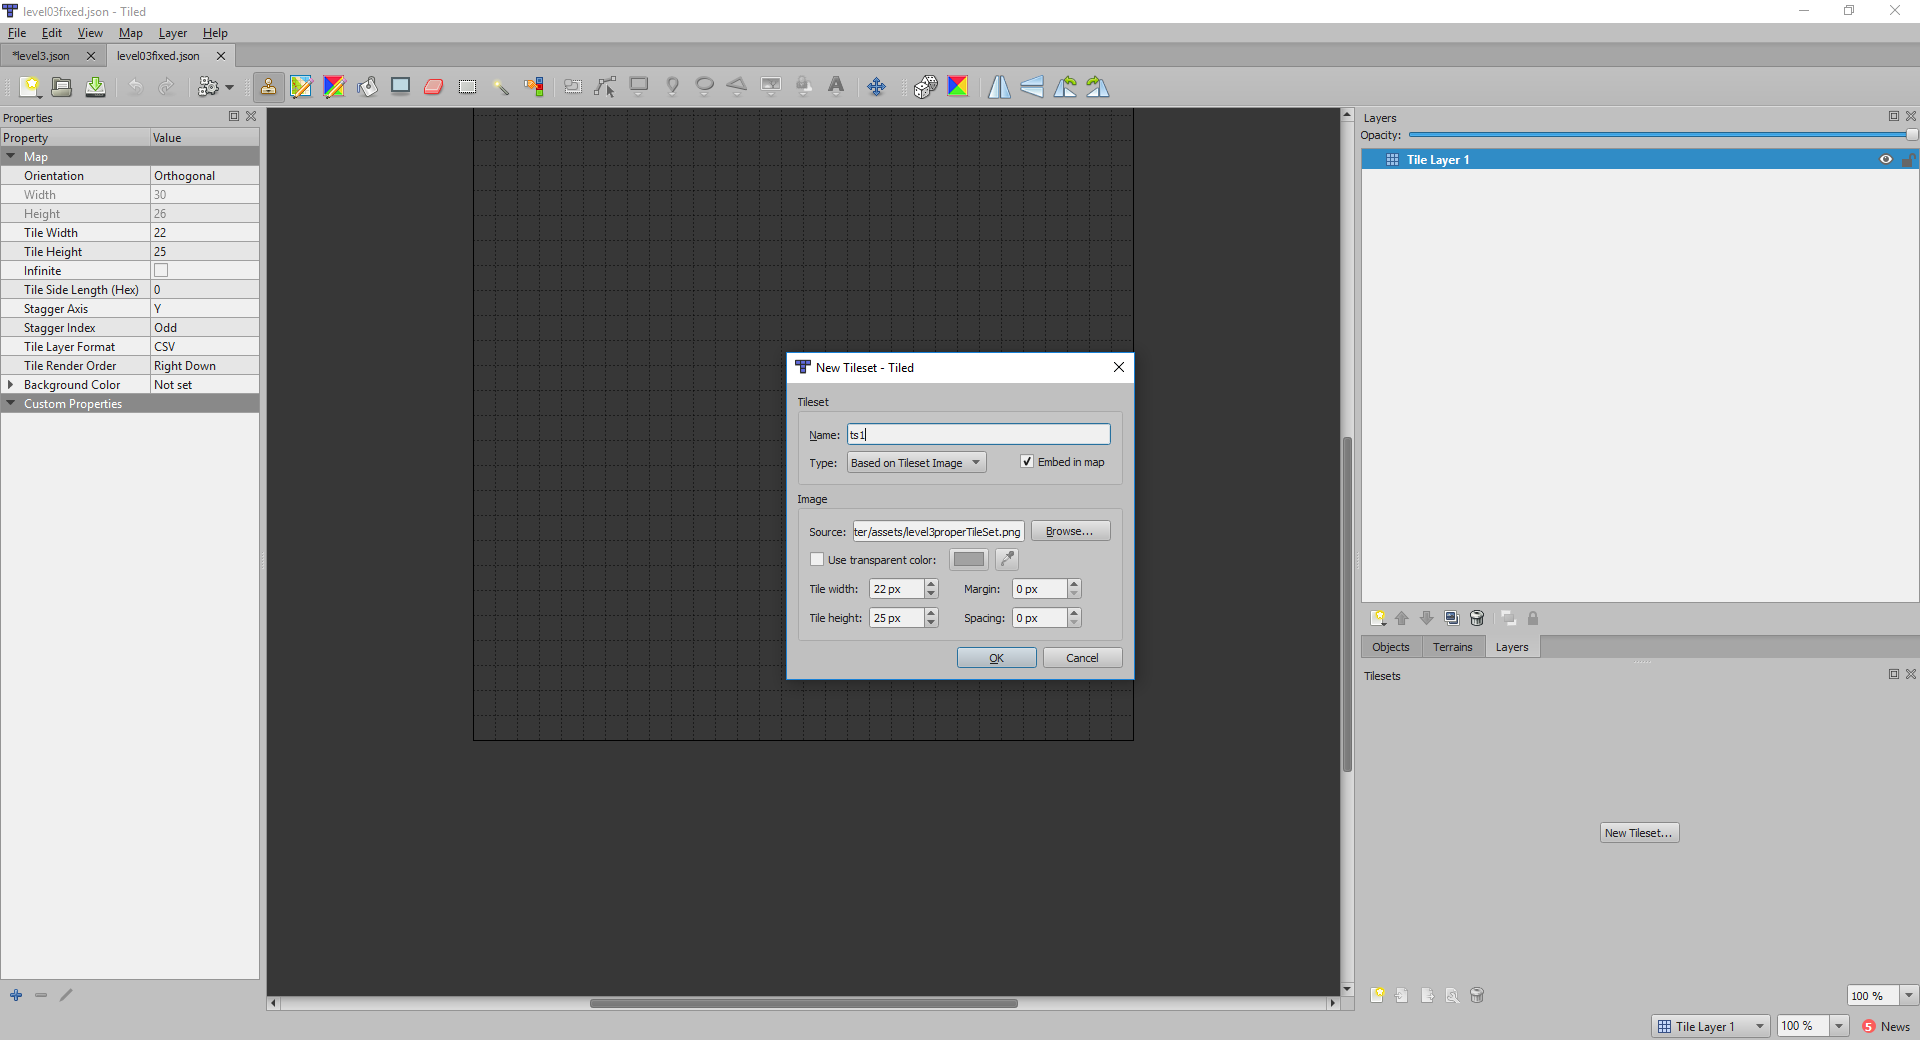 level03fixed.json - Tiled
File Edit View Map Layer Help
*level3.json level03fixed.json
Properties
Property Value
Map
Orientation Orthogonal
Width 30
Height 26
Tile Width 22
Tile Height 25
Infinite
Tile Side Length (Hex) 0
Stagger Axis Y
Stagger Index Odd
Tile Layer Format CSV
Tile Render Order Right Down
Background Color Not set
Custom Properties
New Tileset - Tiled
Tileset
Name: ts1
Type: Based on Tileset Image Embed in map
Image
Source: ter/assets/level3properTileSet.png Browse...
Use transparent color:
Tile width: 22 px Margin: 0 px
Tile height: 25 px Spacing: 0 px
OK Cancel
Layers
Opacity:
Tile Layer 1
Objects Terrains Layers
Tilesets
New Tileset...
100 %
Tile Layer 1 100 % 5 News